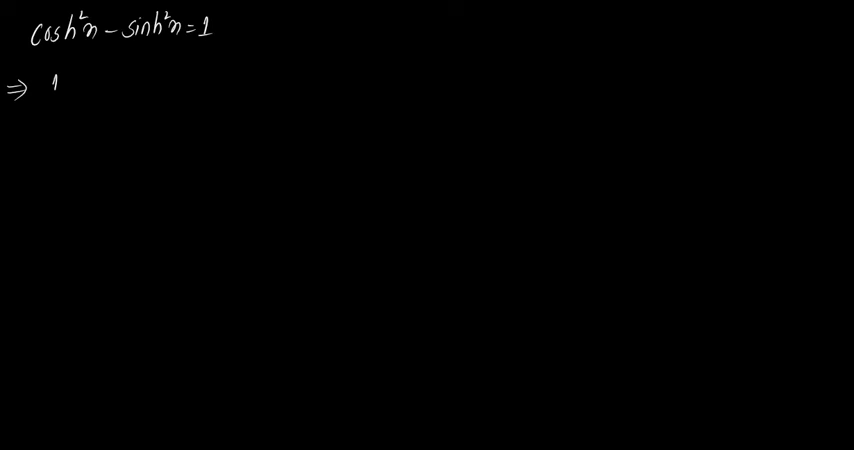 cosh²x - sinh²x = 1
⇒ 1